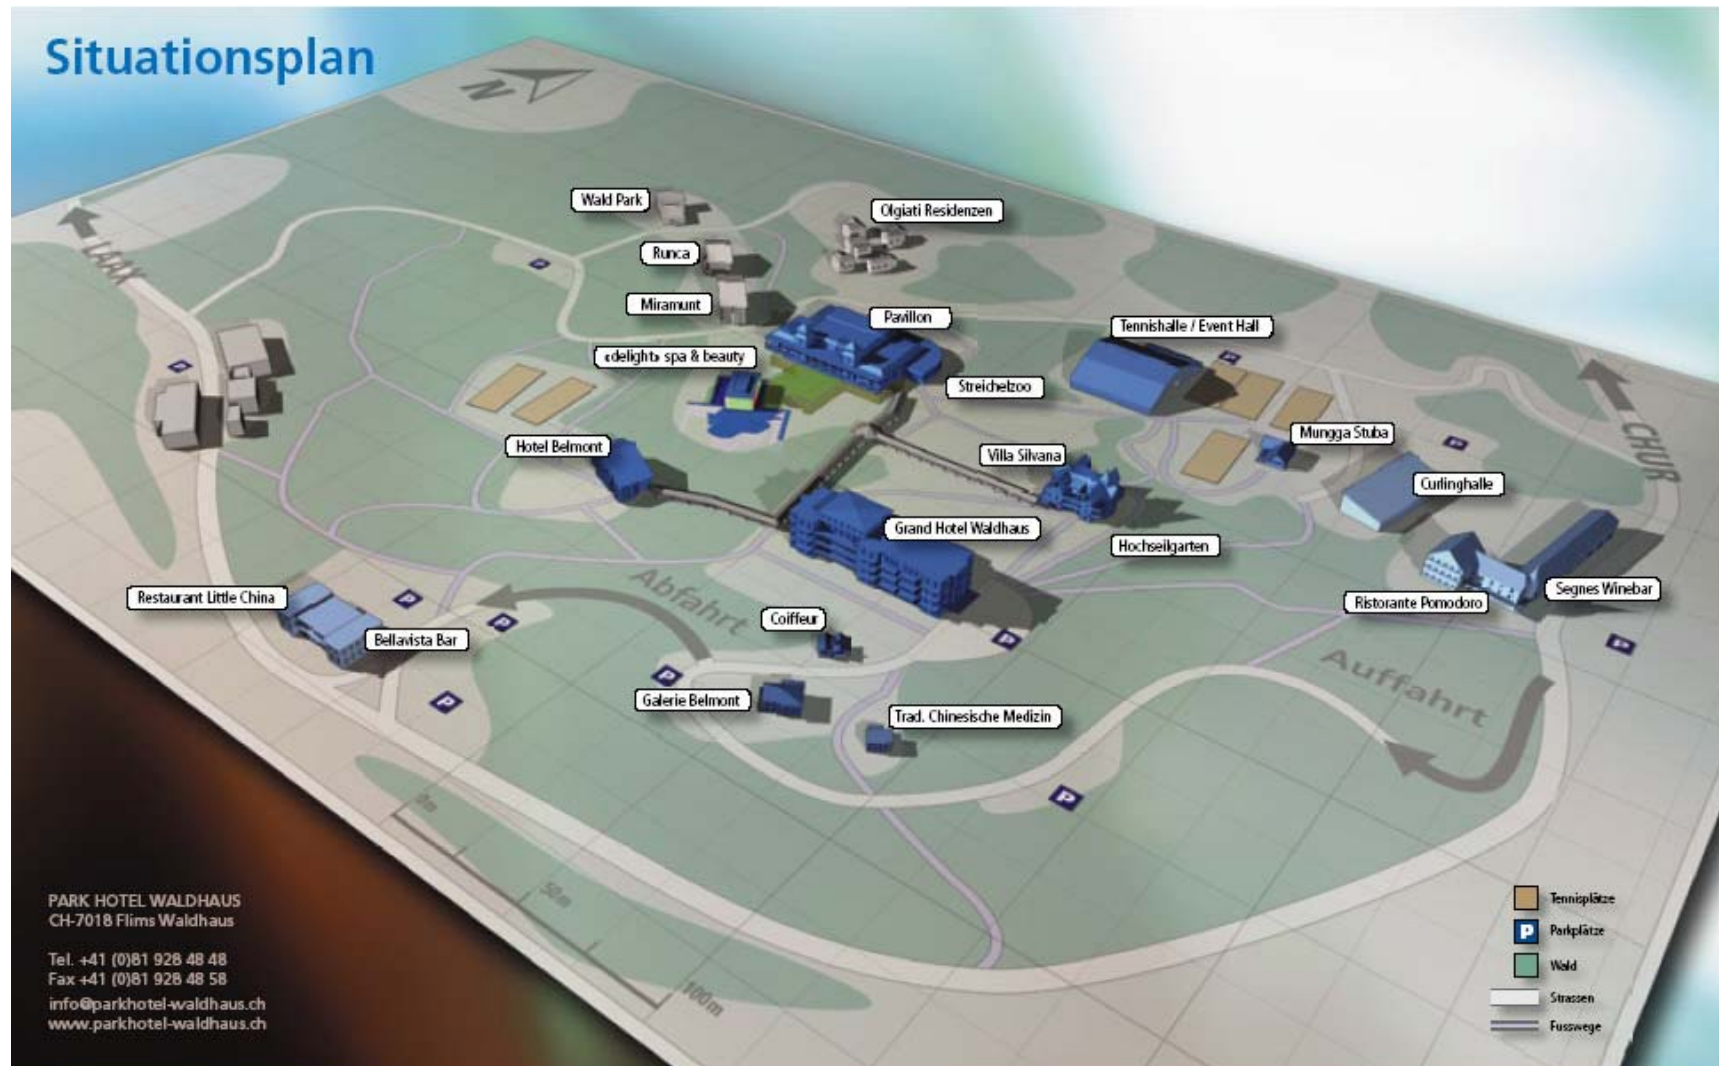 Situationsplan
N
Wald Park
Olgiati Residenzen
Runca
LAAX
Miramunt
Pavillon
Tennishalle / Event Hall
«delight» spa & beauty
Streichelzoo
CHUR
Mungga Stuba
Hotel Belmont
Villa Silvana
Curlinghalle
Grand Hotel Waldhaus
Hochseilgarten
Abfahrt
Restaurant Little China
Segnes Winebar
Ristorante Pomodoro
Coiffeur
Bellavista Bar
Auffahrt
Galerie Belmont
Trad. Chinesische Medizin
P
P
P
P
P
P
P
P
P
P
P
0m
50m
100m
PARK HOTEL WALDHAUS
CH-7018 Flims Waldhaus
Tel. +41 (0)81 928 48 48
Fax +41 (0)81 928 48 58
info@parkhotel-waldhaus.ch
www.parkhotel-waldhaus.ch
Tennisplätze
P Parkplätze
Wald
Strassen
Fusswege